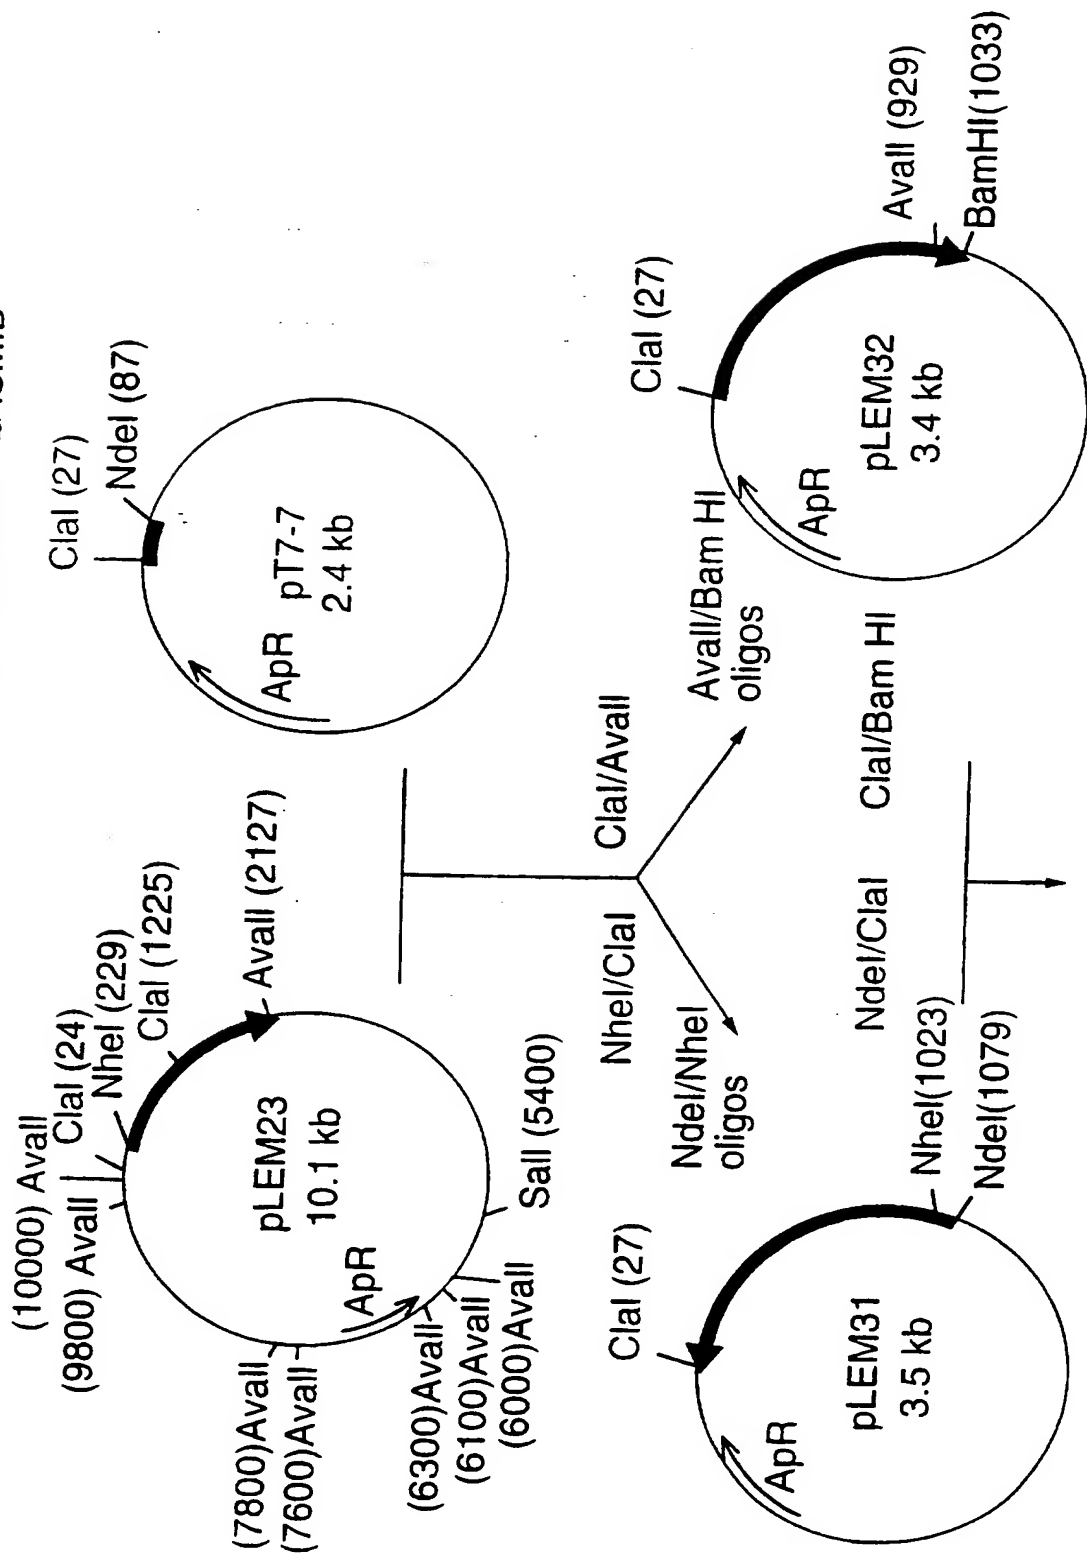 (10000) AvaII
(9800) AvaII
ClaI (24)
NheI (229)
ClaI (1225)
AvaII (2127)
pLEM23
10.1 kb
ApR
(7800)AvaII
(7600)AvaII
(6300)AvaII
(6100)AvaII
(6000)AvaII
SalI (5400)
ClaI (27)
NdeI (87)
pT7-7
2.4 kb
ApR
NheI/ClaI
ClaI/AvaII
NdeI/NheI
oligos
AvaII/Bam HI
oligos
ClaI (27)
pLEM31
3.5 kb
ApR
NheI(1023)
NdeI(1079)
NdeI/ClaI
ClaI/Bam HI
ClaI (27)
pLEM32
3.4 kb
ApR
AvaII (929)
BamHI(1033)